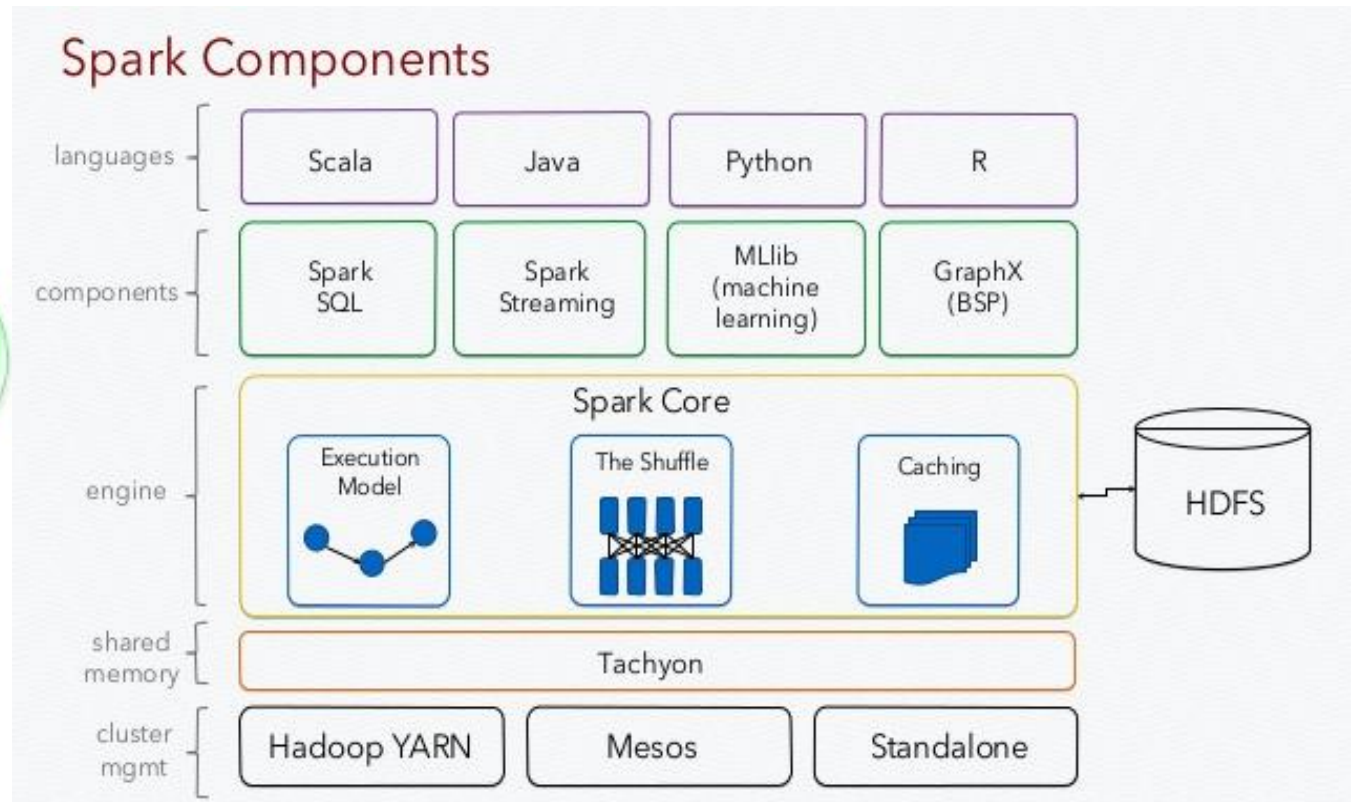 Spark Components
languages
Scala
Java
Python
R
components
Spark
SQL
Spark
Streaming
MLlib
(machine
learning)
GraphX
(BSP)
engine
Spark Core
Execution
Model
The Shuffle
Caching
HDFS
shared
memory
Tachyon
cluster
mgmt
Hadoop YARN
Mesos
Standalone